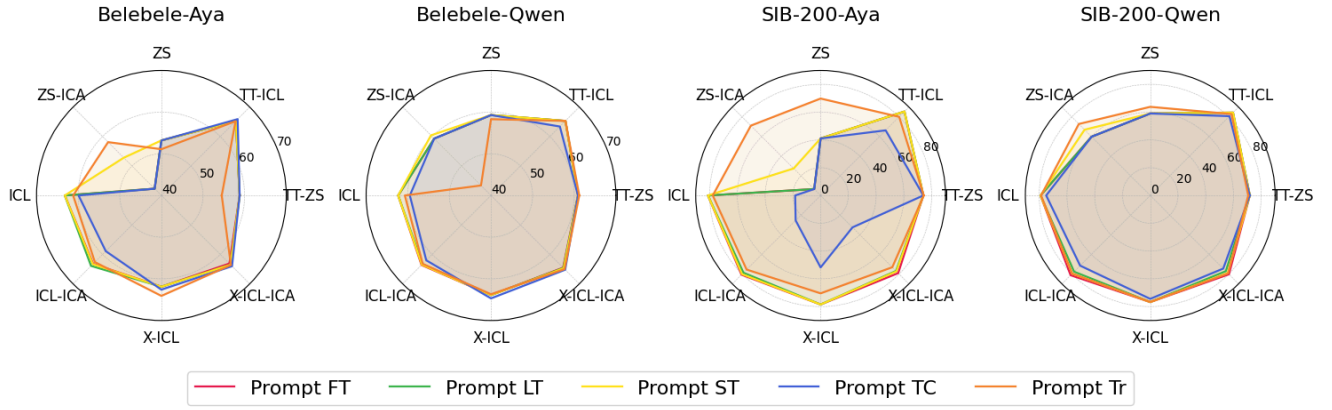 Belebele-Aya
Belebele-Qwen
SIB-200-Aya
SIB-200-Qwen
ZS
ZS-ICA
TT-ICL
70
60
50
40
ICL
TT-ZS
ICL-ICA
X-ICL-ICA
X-ICL
ZS
ZS-ICA
TT-ICL
70
60
50
40
ICL
TT-ZS
ICL-ICA
X-ICL-ICA
X-ICL
ZS
ZS-ICA
TT-ICL
80
60
40
20
0
ICL
TT-ZS
ICL-ICA
X-ICL-ICA
X-ICL
ZS
ZS-ICA
TT-ICL
80
60
40
20
0
ICL
TT-ZS
ICL-ICA
X-ICL-ICA
X-ICL
Prompt FT Prompt LT Prompt ST Prompt TC Prompt Tr